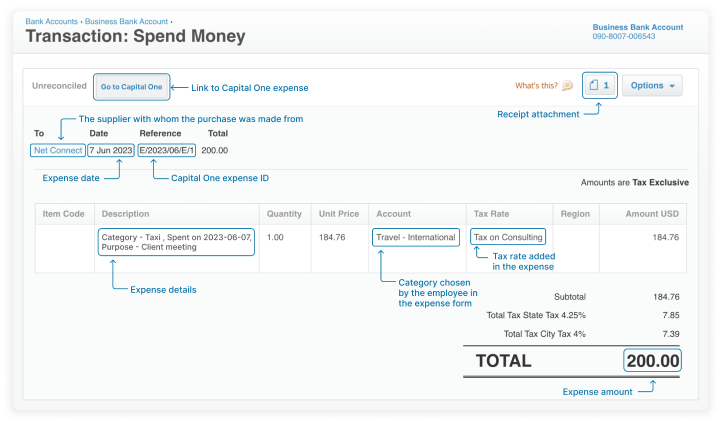 Bank Accounts › Business Bank Account ›
Transaction: Spend Money
Business Bank Account
090-8007-006543
Unreconciled
Go to Capital One
Link to Capital One expense
What's this?
1
Options
Receipt attachment
The supplier with whom the purchase was made from
To Date Reference Total
Net Connect 7 Jun 2023 E/2023/06/E/1 200.00
Expense date
Capital One expense ID
Amounts are Tax Exclusive
Item Code Description Quantity Unit Price Account Tax Rate Region Amount USD
Category - Taxi , Spent on 2023-06-07, 1.00 184.76 Travel - International Tax on Consulting 184.76
Purpose - Client meeting
Tax rate added
in the expense
Expense details
Category chosen
by the employee in
the expense form
Subtotal 184.76
Total Tax State Tax 4.25% 7.85
Total Tax City Tax 4% 7.39
TOTAL 200.00
Expense amount